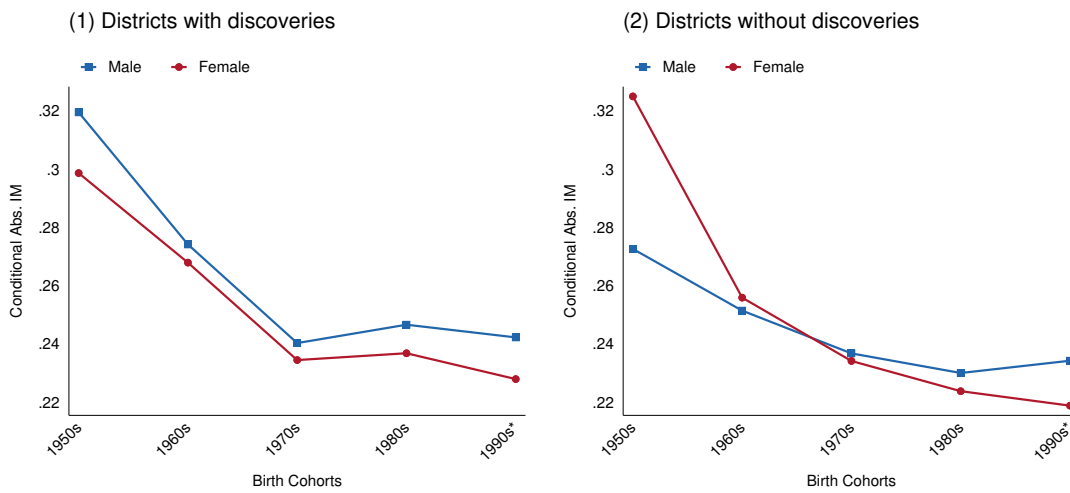 (1) Districts with discoveries
Male Female
.32
.3
.28
.26
.24
.22
Conditional Abs. IM
1950s
1960s
1970s
1980s
1990s*
Birth Cohorts
(2) Districts without discoveries
Male Female
.32
.3
.28
.26
.24
.22
Conditional Abs. IM
1950s
1960s
1970s
1980s
1990s*
Birth Cohorts